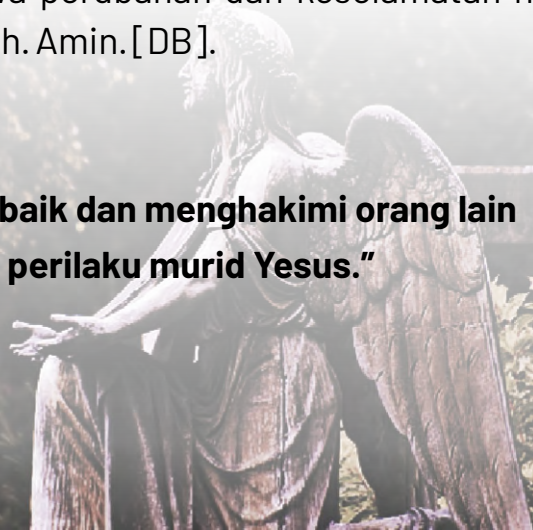 perubahan dan keselamatan
h. Amin. [DB].
baik dan menghakimi orang lain
perilaku murid Yesus.”